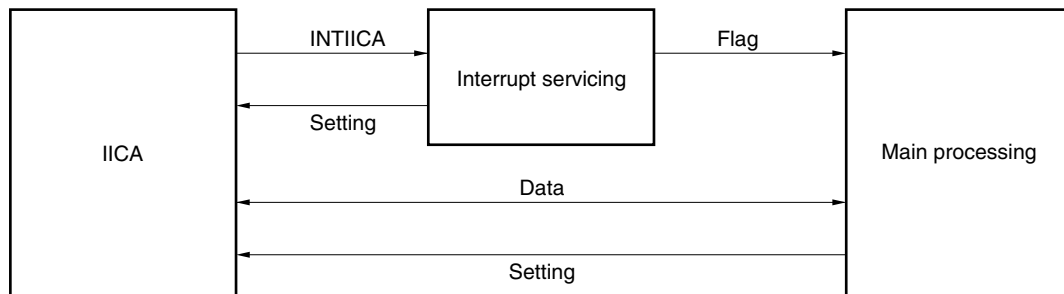 INTIICA
Flag
Interrupt servicing
Setting
IICA
Main processing
Data
Setting